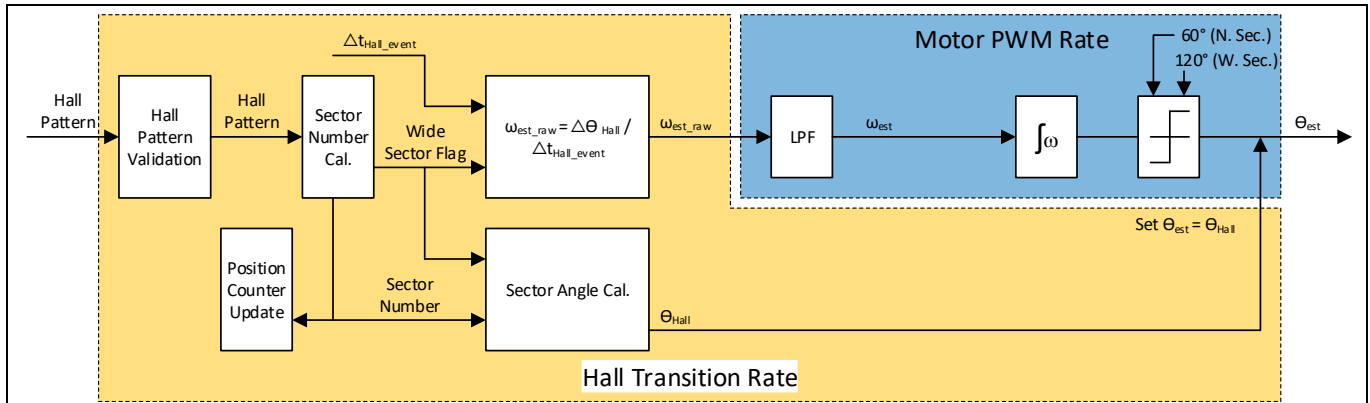 △tHall_event
Motor PWM Rate
60° (N. Sec.)
120° (W. Sec.)
Hall
Pattern
Hall
Pattern
Validation
Hall
Pattern
Sector
Number
Cal.
Wide
Sector Flag
ωest_raw = △ϴ Hall /
△tHall_event
ωest_raw
LPF
ωest
∫ω
ϴest
Set ϴest = ϴHall
Position
Counter
Update
Sector
Number
Sector Angle Cal.
ϴHall
Hall Transition Rate